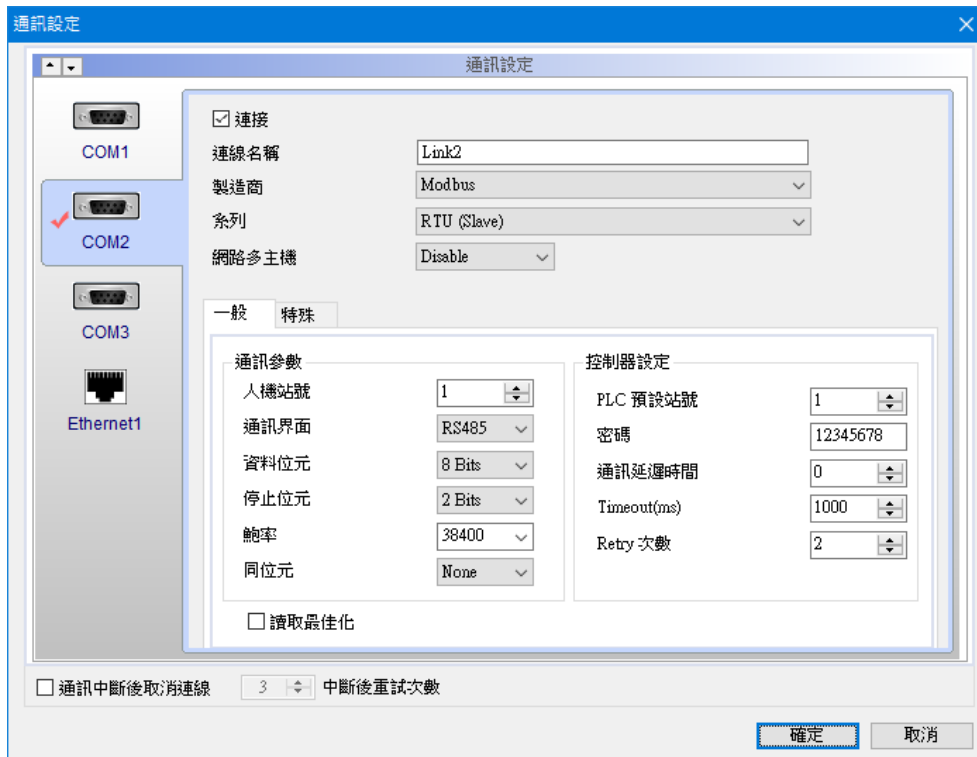 通訊設定
通訊設定
COM1
COM2
COM3
Ethernet1
連接
連線名稱 Link2
製造商 Modbus
系列 RTU (Slave)
網路多主機 Disable
一般 特殊
通訊參數
人機站號 1
通訊界面 RS485
資料位元 8 Bits
停止位元 2 Bits
鮑率 38400
同位元 None
控制器設定
PLC 預設站號 1
密碼 12345678
通訊延遲時間 0
Timeout(ms) 1000
Retry 次數 2
讀取最佳化
通訊中斷後取消連線 3 中斷後重試次數
確定 取消